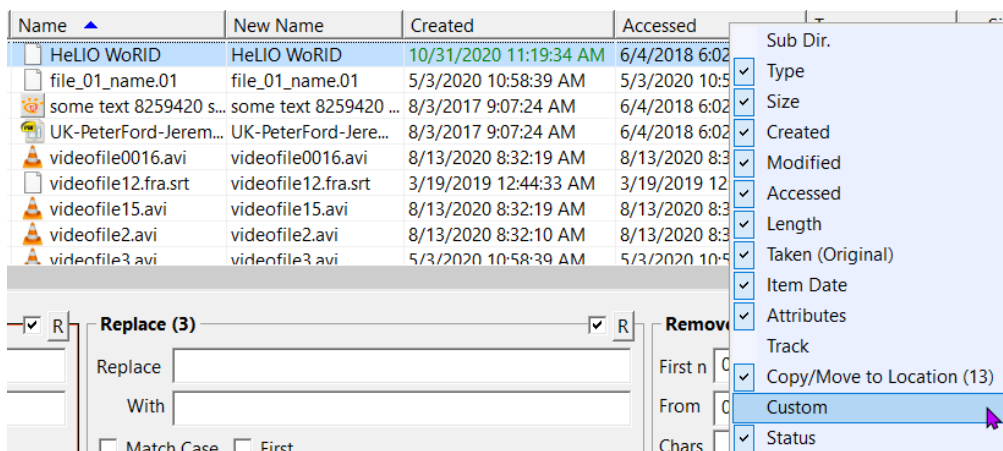 Name New Name Created Accessed
HeLIO WoRID HeLIO WoRID 10/31/2020 11:19:34 AM 6/4/2018 6:02
file_01_name.01 file_01_name.01 5/3/2020 10:58:39 AM 5/3/2020 10:5
some text 8259420 s... some text 8259420 ... 8/3/2017 9:07:24 AM 6/4/2018 6:02
UK-PeterFord-Jerem... UK-PeterFord-Jere... 8/3/2017 9:07:24 AM 6/4/2018 6:02
videofile0016.avi videofile0016.avi 8/13/2020 8:32:19 AM 8/13/2020 8:3
videofile12.fra.srt videofile12.fra.srt 3/19/2019 12:44:33 AM 3/19/2019 12
videofile15.avi videofile15.avi 8/13/2020 8:32:19 AM 8/13/2020 8:3
videofile2.avi videofile2.avi 8/13/2020 8:32:10 AM 8/13/2020 8:3
videofile3.avi videofile3.avi 5/3/2020 10:58:39 AM 5/3/2020 10:5
Sub Dir.
Type
Size
Created
Modified
Accessed
Length
Taken (Original)
Item Date
Attributes
Track
Copy/Move to Location (13)
Custom
Status
R Replace (3) R Remov
Replace First n 0
With From 0
Match Case First Chars